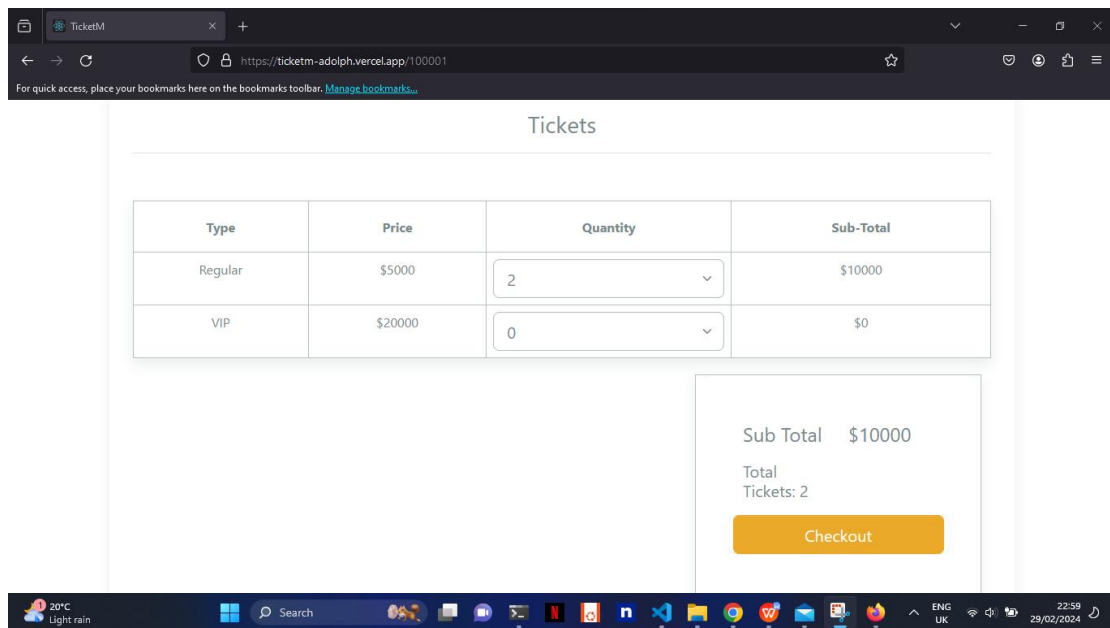 TicketM
https://ticketm-adolph.vercel.app/100001
For quick access, place your bookmarks here on the bookmarks toolbar. Manage bookmarks...
Tickets
Type Price Quantity Sub-Total
Regular $5000 2 $10000
VIP $20000 0 $0
Sub Total $10000
Total
Tickets: 2
Checkout
1 20°C
Light rain
Search
N
n
W
ENG
UK
22:59
29/02/2024